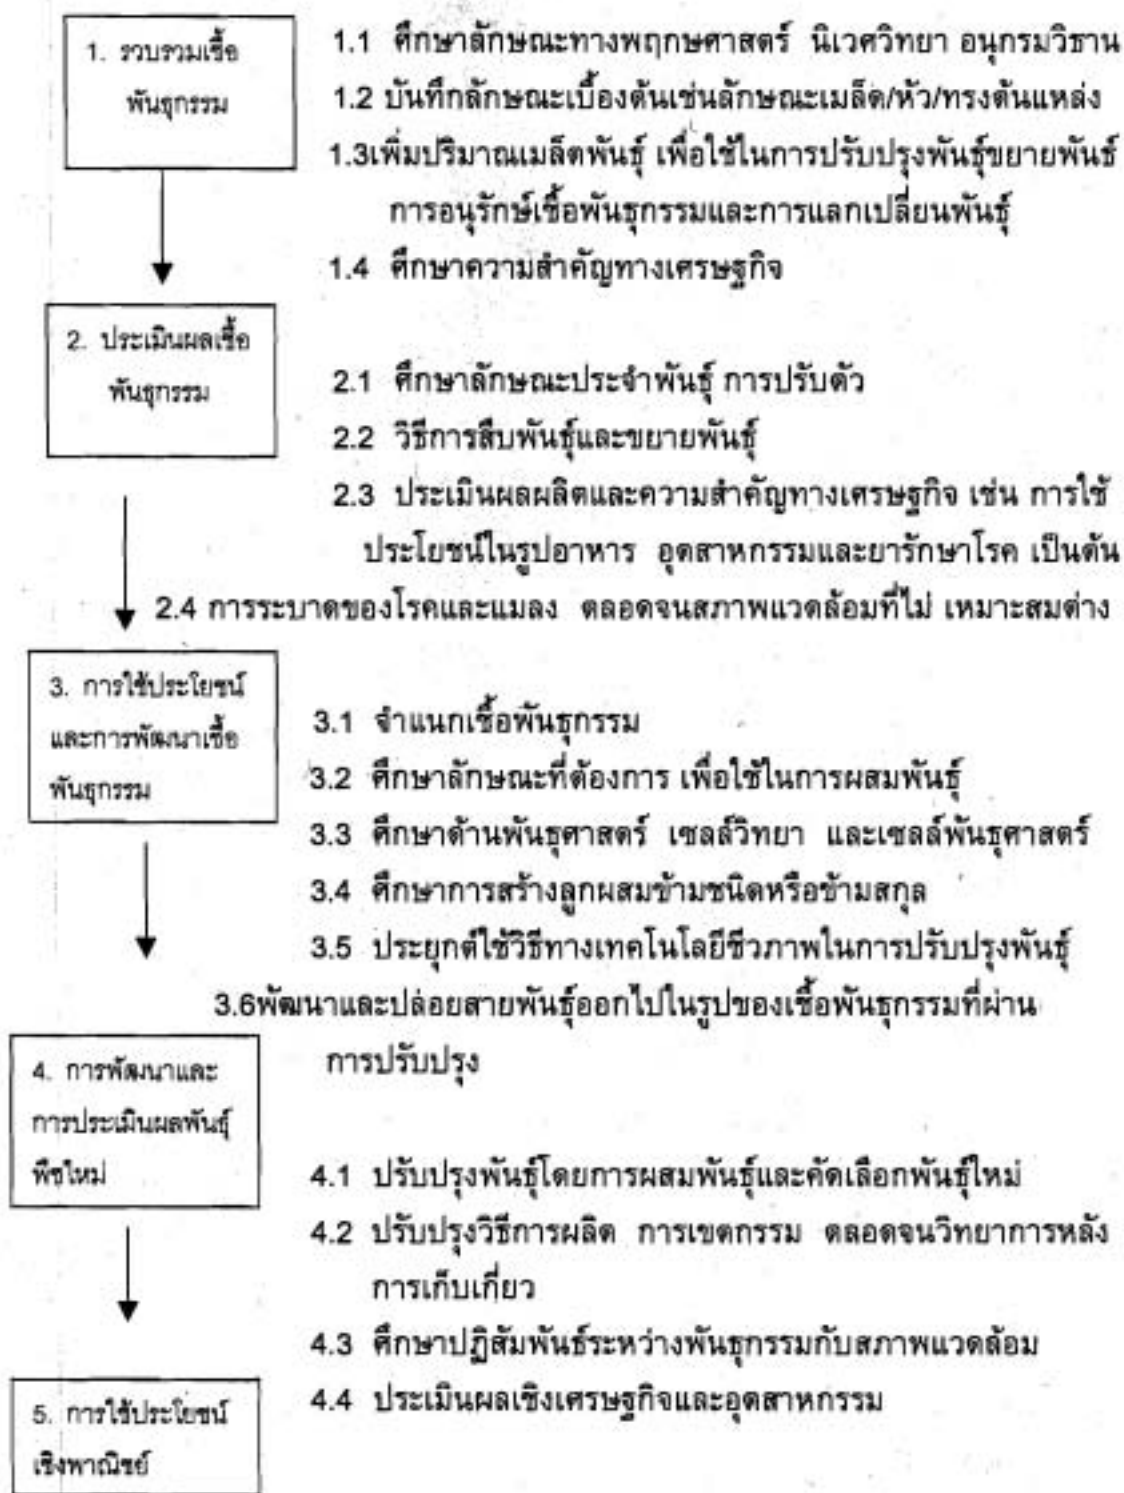 1. รวบรวมเชื้อ
พันธุกรรม
1.1 ศึกษาลักษณะทางพฤกษศาสตร์ นิเวศวิทยา อนุกรมวิธาน
1.2 บันทึกลักษณะเบื้องต้นเช่นลักษณะเมล็ด/หัว/ทรงต้นแหล่ง
1.3เพิ่มปริมาณเมล็ดพันธุ์ เพื่อใช้ในการปรับปรุงพันธุ์ขยายพันธ์
การอนุรักษ์เชื้อพันธุกรรมและการแลกเปลี่ยนพันธุ์
1.4 ศึกษาความสำคัญทางเศรษฐกิจ
2. ประเมินผลเชื้อ
พันธุกรรม
2.1 ศึกษาลักษณะประจำพันธุ์ การปรับตัว
2.2 วิธีการสืบพันธุ์และขยายพันธุ์
2.3 ประเมินผลผลิตและความสำคัญทางเศรษฐกิจ เช่น การใช้
ประโยชน์ในรูปอาหาร อุตสาหกรรมและยารักษาโรค เป็นต้น
2.4 การระบาดของโรคและแมลง ตลอดจนสภาพแวดล้อมที่ไม่ เหมาะสมต่าง
3. การใช้ประโยชน์
และการพัฒนาเชื้อ
พันธุกรรม
3.1 จำแนกเชื้อพันธุกรรม
3.2 ศึกษาลักษณะที่ต้องการ เพื่อใช้ในการผสมพันธุ์
3.3 ศึกษาด้านพันธุศาสตร์ เซลล์วิทยา และเซลล์พันธุศาสตร์
3.4 ศึกษาการสร้างลูกผสมข้ามชนิดหรือข้ามสกุล
3.5 ประยุกต์ใช้วิธีทางเทคโนโลยีชีวภาพในการปรับปรุงพันธุ์
3.6พัฒนาและปล่อยสายพันธุ์ออกไปในรูปของเชื้อพันธุกรรมที่ผ่าน
การปรับปรุง
4. การพัฒนาและ
การประเมินผลพันธุ์
พืชใหม่
4.1 ปรับปรุงพันธุ์โดยการผสมพันธุ์และคัดเลือกพันธุ์ใหม่
4.2 ปรับปรุงวิธีการผลิต การเขตกรรม ตลอดจนวิทยาการหลัง
การเก็บเกี่ยว
4.3 ศึกษาปฏิสัมพันธ์ระหว่างพันธุกรรมกับสภาพแวดล้อม
4.4 ประเมินผลเชิงเศรษฐกิจและอุตสาหกรรม
5. การใช้ประโยชน์
เชิงพาณิชย์